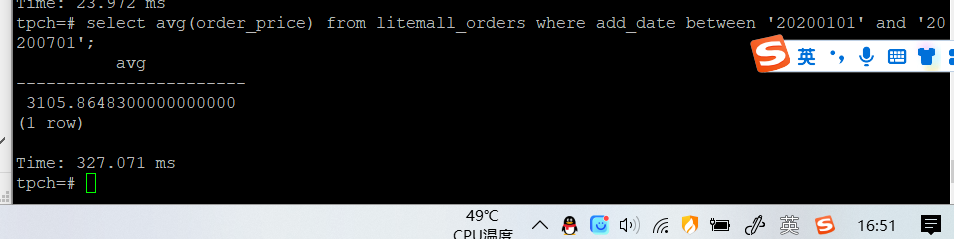 Time: 23.972 ms
tpch=# select avg(order_price) from litemall_orders where add_date between '20200101' and '20
200701';
avg
----------------------
3105.8648300000000000
(1 row)
Time: 327.071 ms
tpch=#
英
49℃
CPU温度
英
16:51